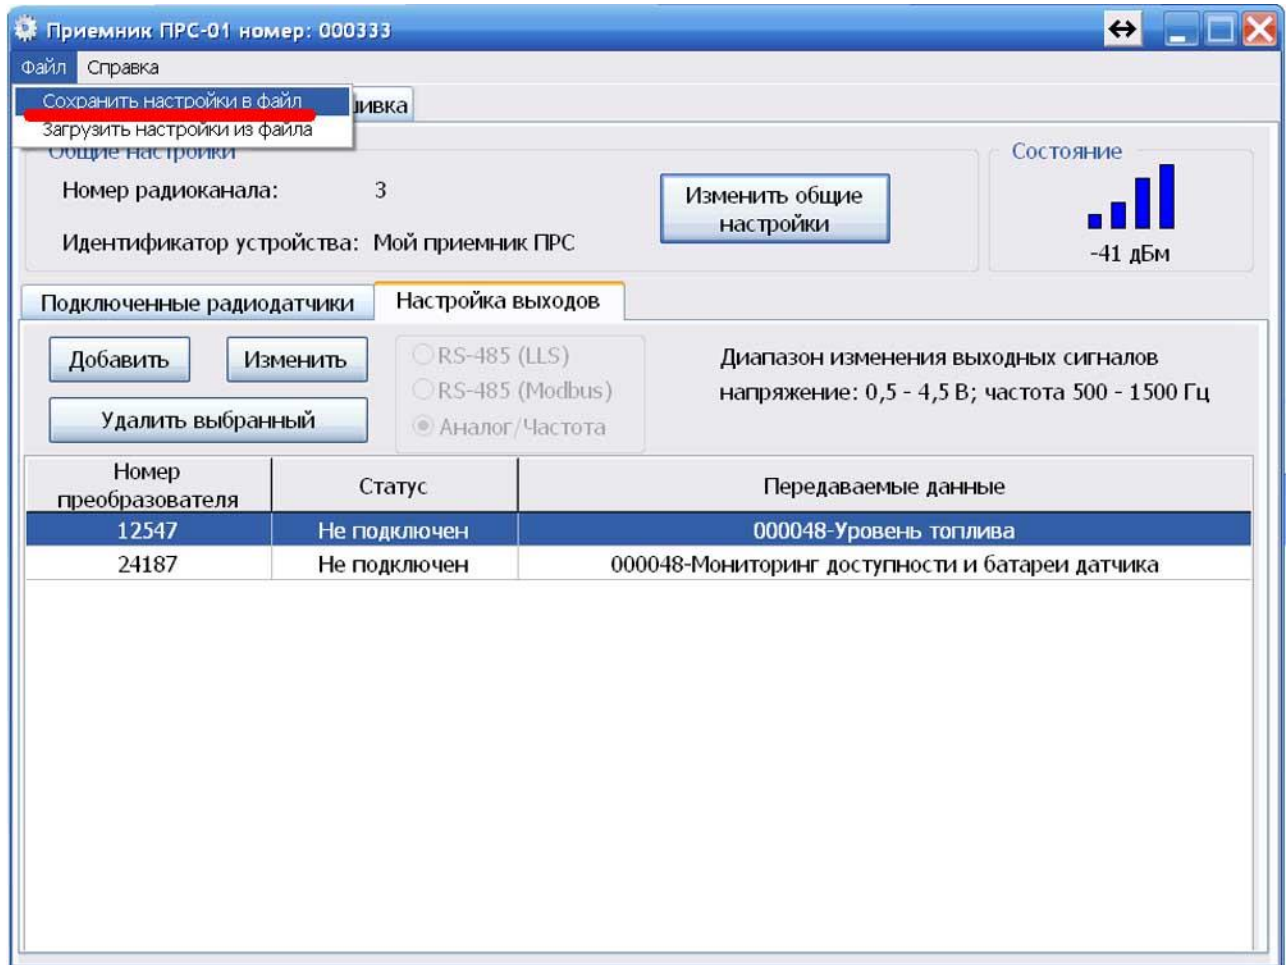 Приемник ПРС-01 номер: 000333
Файл Справка
Сохранить настройки в файл
Загрузить настройки из файла
Общие настройки
Состояние
Номер радиоканала: 3
Изменить общие
настройки
Идентификатор устройства: Мой приемник ПРС
-41 дБм
Подключенные радиодатчики Настройка выходов
Добавить Изменить
Удалить выбранный
RS-485 (LLS)
RS-485 (Modbus)
Аналог/Частота
Диапазон изменения выходных сигналов
напряжение: 0,5 - 4,5 В; частота 500 - 1500 Гц
Номер
преобразователя
Статус
Передаваемые данные
12547 Не подключен 000048-Уровень топлива
24187 Не подключен 000048-Мониторинг доступности и батареи датчика